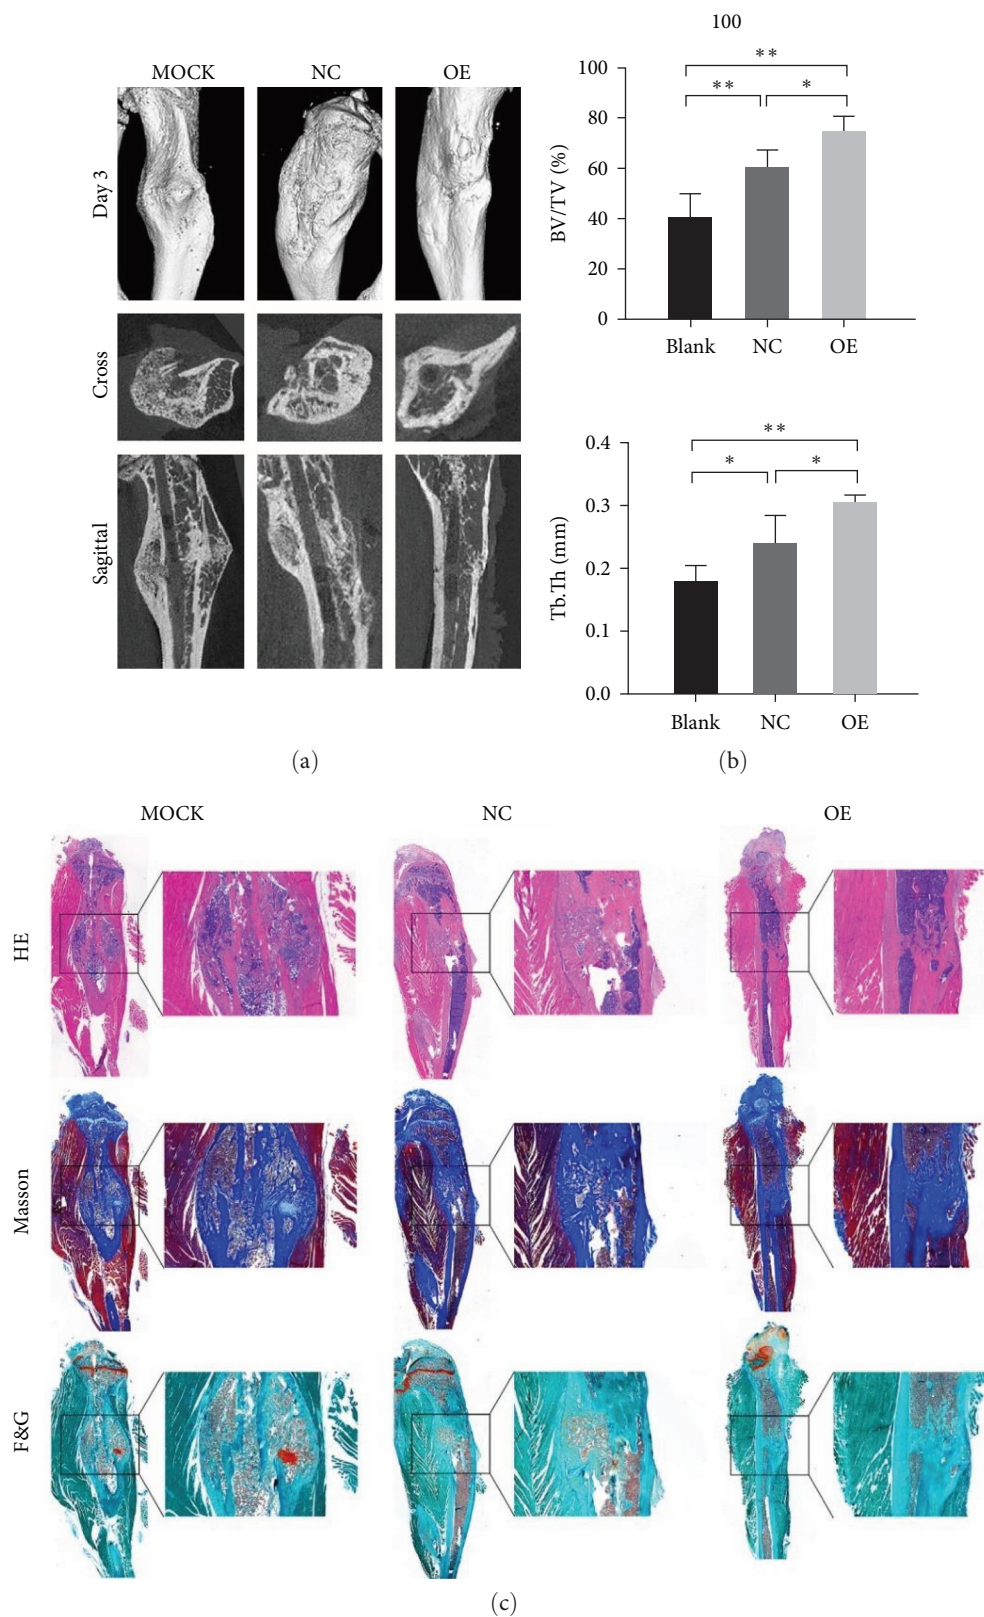 MOCK NC OE
Day 3
Cross
Sagittal
(a)
100
BV/TV (%)
100
80
60
40
20
0
** ** *
Blank NC OE
Tb.Th (mm)
0.4
0.3
0.2
0.1
0.0
** * *
Blank NC OE
(b)
MOCK NC OE
HE
Masson
F&G
(c)